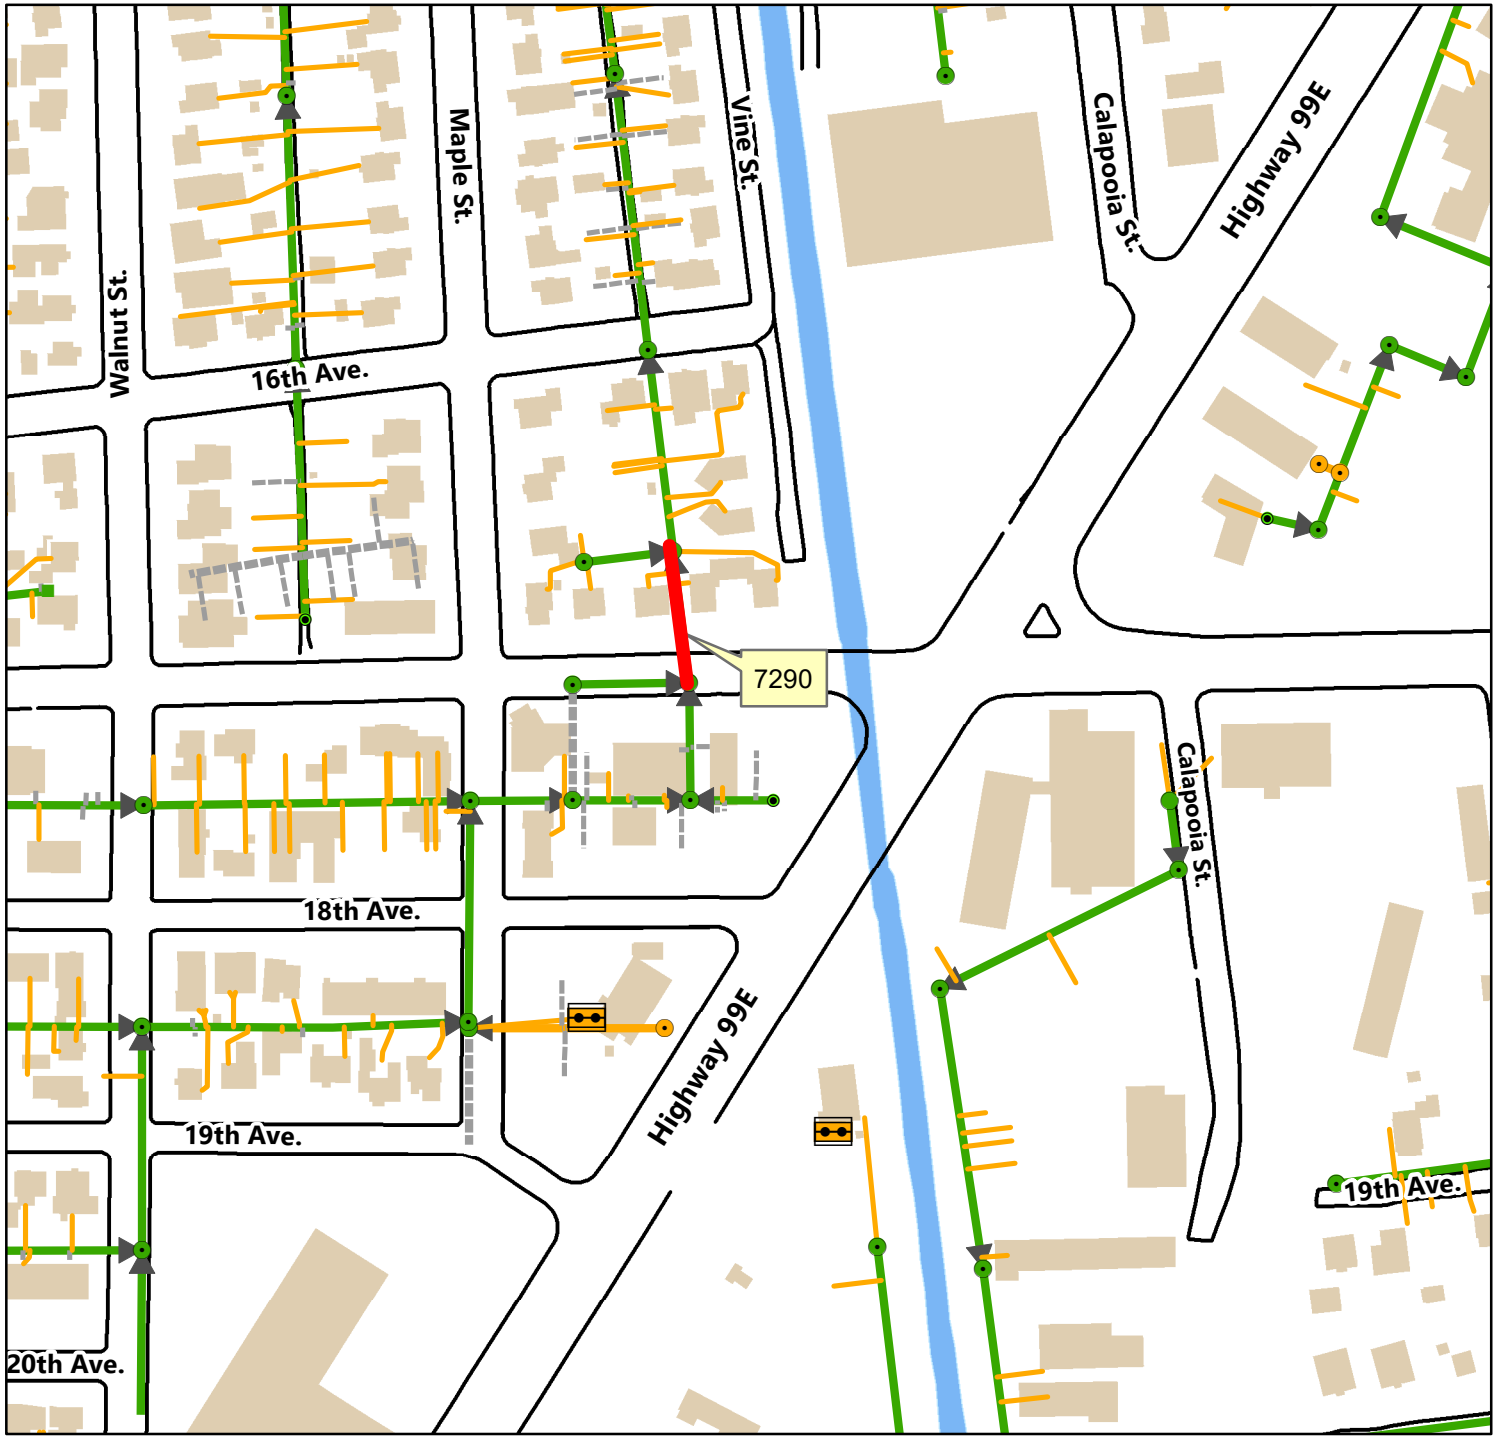 Maple St.
Vine St.
Calapooia St.
Highway 99E
Walnut St.
16th Ave.
7290
Calapooia St.
18th Ave.
Highway 99E
19th Ave.
19th Ave.
20th Ave.